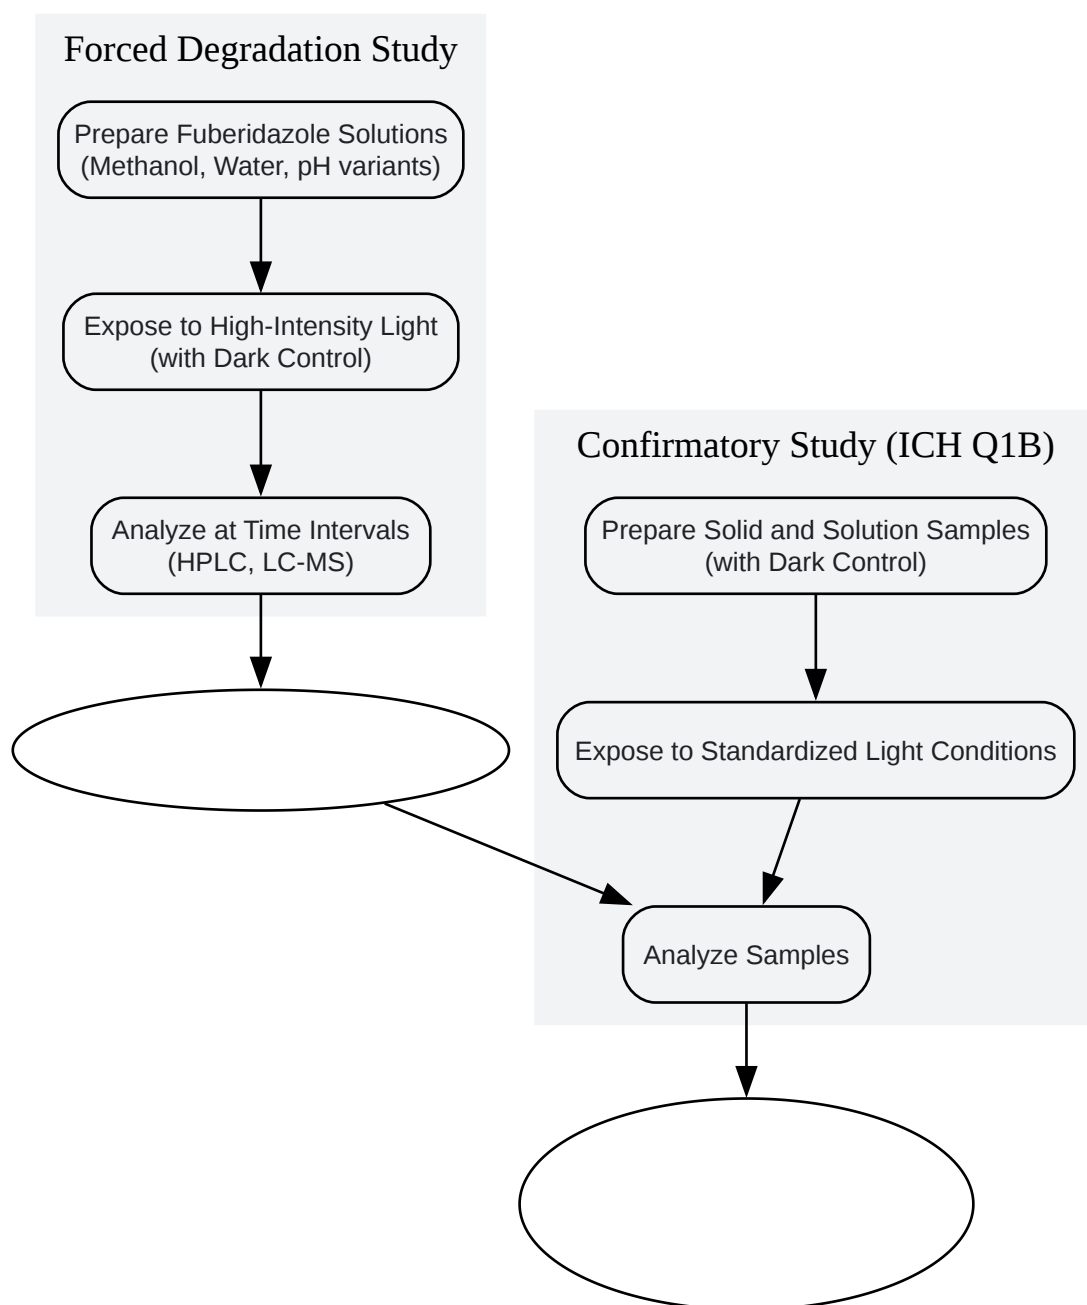 Forced Degradation Study
Prepare Fuberidazole Solutions
(Methanol, Water, pH variants)
Expose to High-Intensity Light
(with Dark Control)
Analyze at Time Intervals
(HPLC, LC-MS)
Confirmatory Study (ICH Q1B)
Prepare Solid and Solution Samples
(with Dark Control)
Expose to Standardized Light Conditions
Analyze Samples